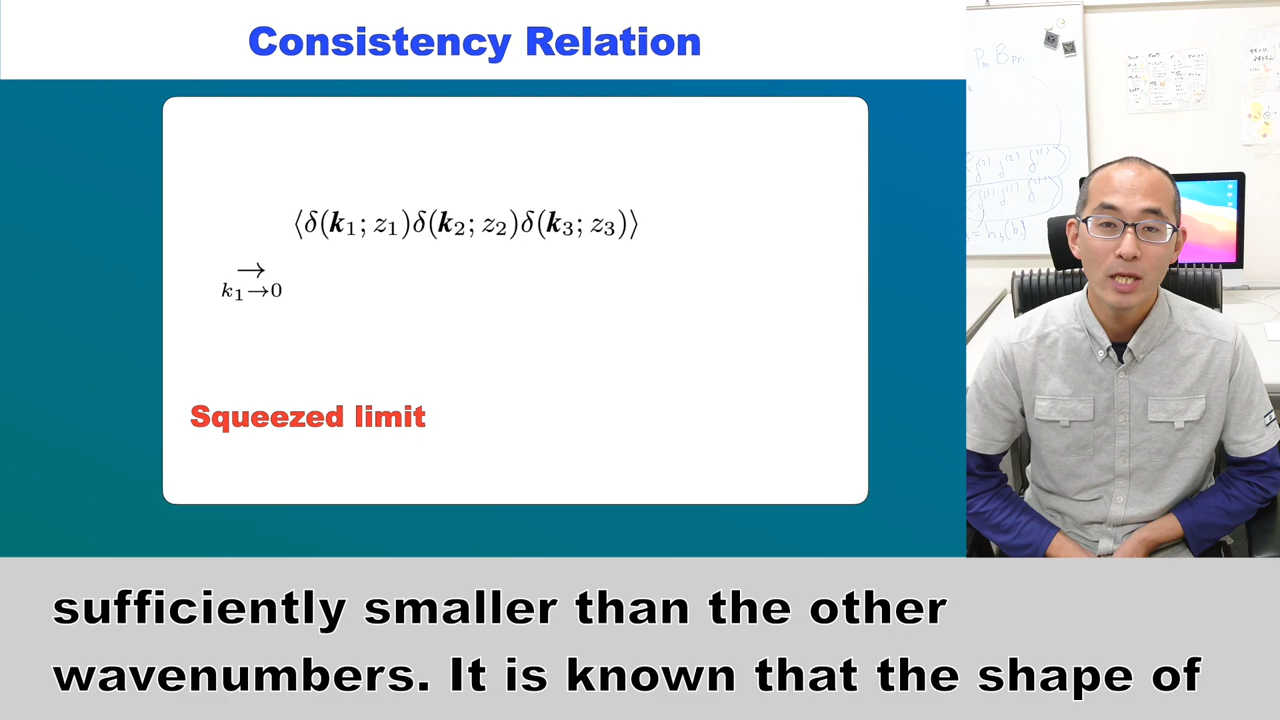 Consistency Relation
⟨δ(k₁; z₁)δ(k₂; z₂)δ(k₃; z₃)⟩
→
k₁→0
Squeezed limit
sufficiently smaller than the other
wavenumbers. It is known that the shape of